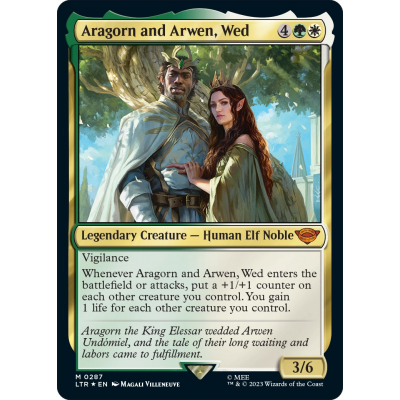 Aragorn and Arwen, Wed 4
Legendary Creature — Human Elf Noble
Vigilance
Whenever Aragorn and Arwen, Wed enters the
battlefield or attacks, put a +1/+1 counter on
each other creature you control. You gain
1 life for each other creature you control.
Aragorn the King Elessar wedded Arwen
Undómiel, and the tale of their long waiting and
labors came to fulfillment.
3/6
M 0287
LTR ★ EN Magali Villeneuve
© MEE
™ & © 2023 Wizards of the Coast